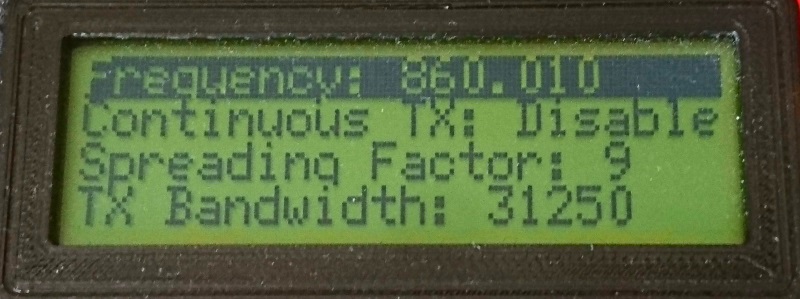 Frequency: 860.010
Continuous TX: Disable
Spreading Factor: 9
TX Bandwidth: 31250